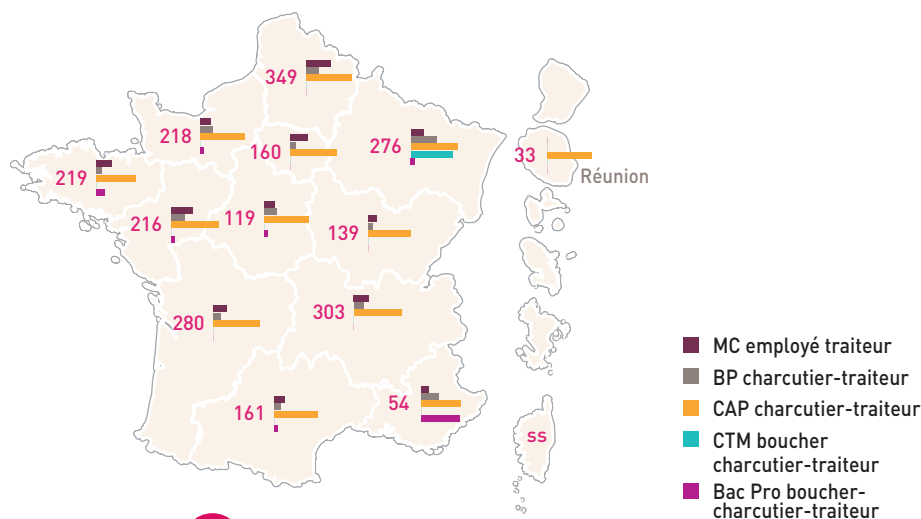 349
218
160
276
33
Réunion
219
216
119
139
280
303
161
54
ss
MC employé traiteur
BP charcutier-traiteur
CAP charcutier-traiteur
CTM boucher
charcutier-traiteur
Bac Pro boucher-
charcutier-traiteur